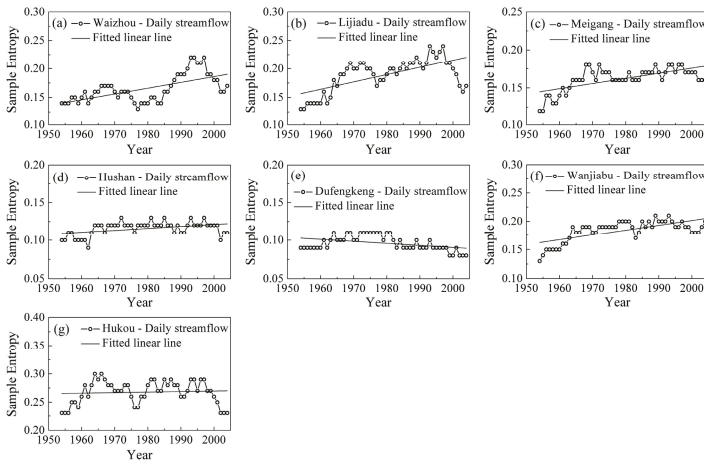 (a) Waizhou - Daily streamflow
Fitted linear line
Sample Entropy
0.30
0.25
0.20
0.15
0.10
1950 1960 1970 1980 1990 2000
Year
(b) Lijiadu - Daily streamflow
Fitted linear line
Sample Entropy
0.30
0.25
0.20
0.15
0.10
1950 1960 1970 1980 1990 2000
Year
(c) Meigang - Daily streamflow
Fitted linear line
Sample Entropy
0.25
0.20
0.15
0.10
1950 1960 1970 1980 1990 2000
Year
(d) Hushan - Daily streamflow
Fitted linear line
Sample Entropy
0.20
0.15
0.10
0.05
1950 1960 1970 1980 1990 2000
Year
(e) Dufengkeng - Daily streamflow
Fitted linear line
Sample Entropy
0.20
0.15
0.10
0.05
1950 1960 1970 1980 1990 2000
Year
(f) Wanjiabu - Daily streamflow
Fitted linear line
Sample Entropy
0.30
0.25
0.20
0.15
0.10
1950 1960 1970 1980 1990 2000
Year
(g) Hukou - Daily streamflow
Fitted linear line
Sample Entropy
0.40
0.35
0.30
0.25
0.20
1950 1960 1970 1980 1990 2000
Year